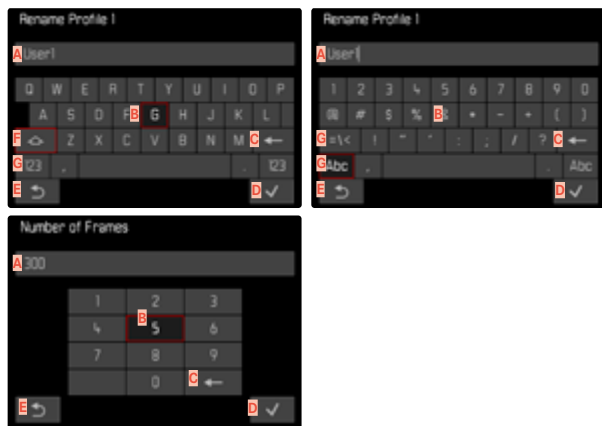 Rename Profile 1
A User1
Q W E R T Y U I O P
A S D F B G H J K L
F Z X C V B N M C ←
G 123 , . 123
E D ✓
Rename Profile 1
A User1
1 2 3 4 5 6 7 8 9 0
@ # $ % B & * - + ( )
G =\< ! " ' : ; / ? C ←
G Abc , . Abc
E D ✓
Number of Frames
A 300
1 2 3
B
4 5 6
7 8 9
0 C ←
E D ✓